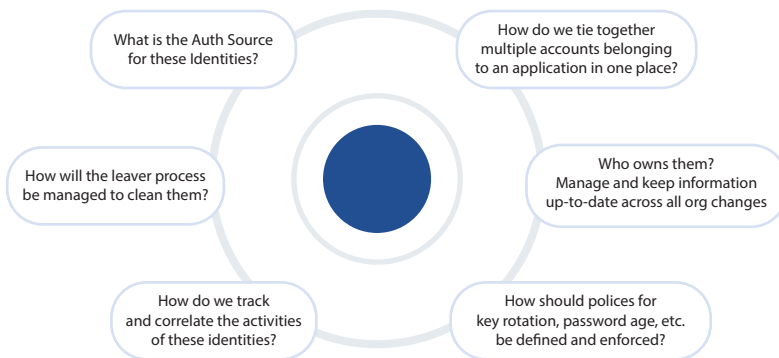 What is the Auth Source
for these Identities?
How do we tie together
multiple accounts belonging
to an application in one place?
How will the leaver process
be managed to clean them?
Who owns them?
Manage and keep information
up-to-date across all org changes
How do we track
and correlate the activities
of these identities?
How should polices for
key rotation, password age, etc.
be defined and enforced?